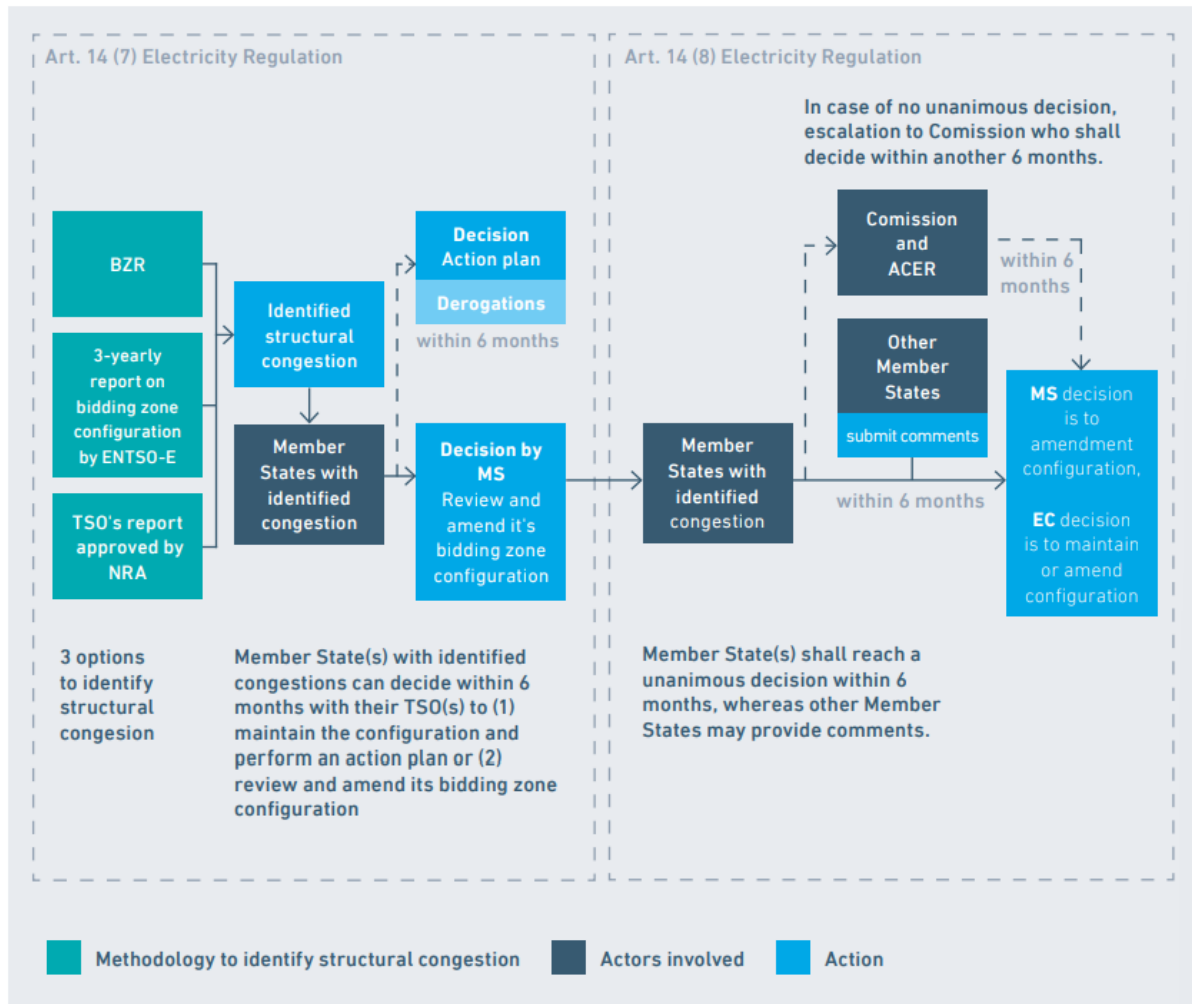 Art. 14 (7) Electricity Regulation
BZR
3-yearly
report on
bidding zone
configuration
by ENTSO-E
TSO's report
approved by
NRA
Identified
structural
congestion
Member
States with
identified
congestion
Decision
Action plan
Derogations
within 6 months
Decision by
MS
Review and
amend it's
bidding zone
configuration
3 options
to identify
structural
congesion
Member State(s) with identified
congestions can decide within 6
months with their TSO(s) to (1)
maintain the configuration and
perform an action plan or (2)
review and amend its bidding zone
configuration
Art. 14 (8) Electricity Regulation
In case of no unanimous decision,
escalation to Comission who shall
decide within another 6 months.
Comission
and
ACER
within 6
months
Other
Member
States
submit comments
Member
States with
identified
congestion
within 6 months
MS decision
is to
amendment
configuration,
EC decision
is to maintain
or amend
configuration
Member State(s) shall reach a
unanimous decision within 6
months, whereas other Member
States may provide comments.
Methodology to identify structural congestion
Actors involved
Action